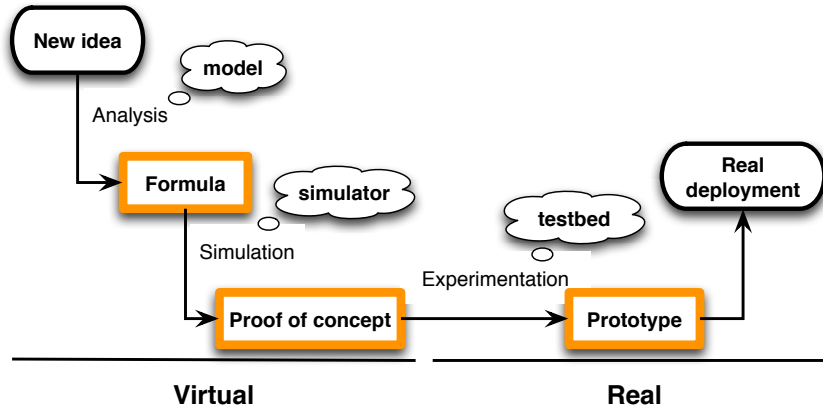 New idea
model
Analysis
Formula
simulator
Simulation
Real
deployment
testbed
Experimentation
Proof of concept
Prototype
Virtual
Real